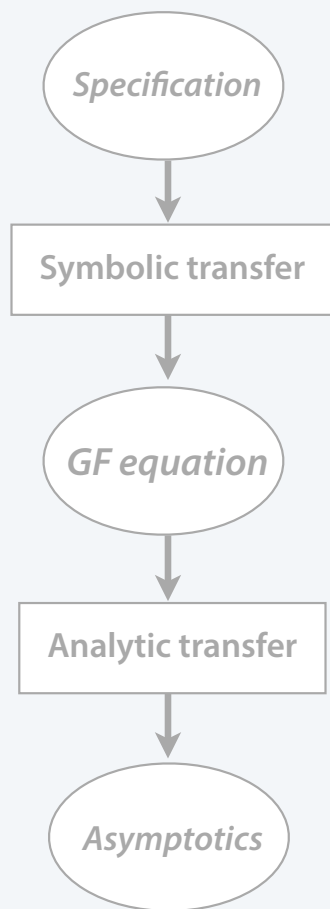 Specification
Symbolic transfer
GF equation
Analytic transfer
Asymptotics